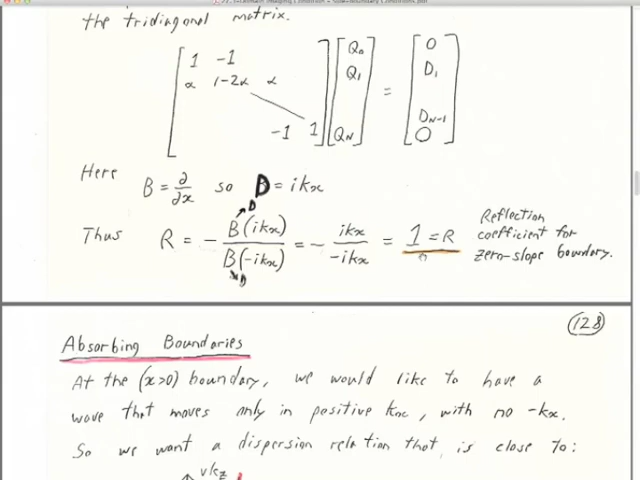 the tridiagonal matrix.
1 -1 Q₀ 0
α 1-2α α Q₁ = D₁
-1 1 Q_N D_{N-1} 0
Here B = ∂/∂x so D = ikx
Thus R = - B(ikx) / B(-ikx) = - ikx / -ikx = 1 = R Reflection coefficient for zero-slope boundary.
D
D
128
Absorbing Boundaries
At the (x>0) boundary, we would like to have a
wave that moves only in positive kx, with no -kx.
So we want a dispersion relation that is close to:
vkz